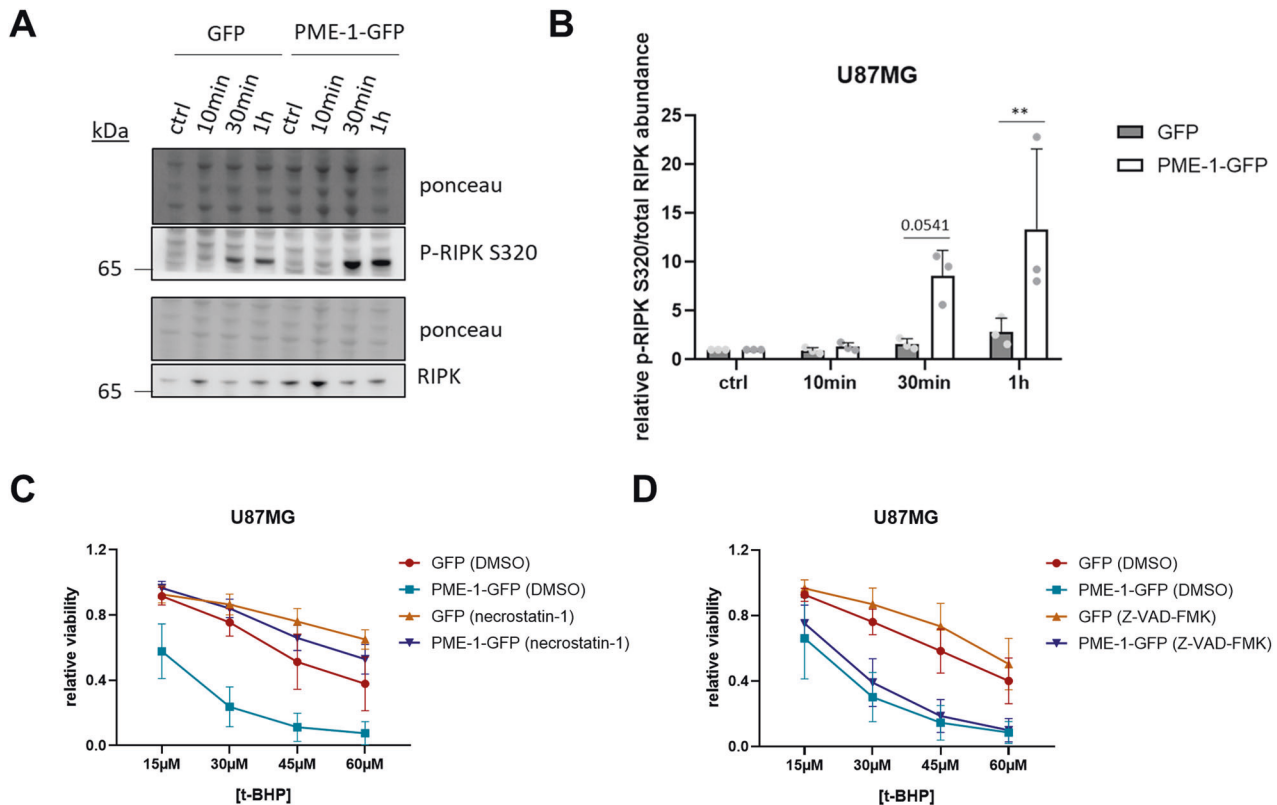 A
GFP PME-1-GFP
kDa ctrl 10min 30min 1h ctrl 10min 30min 1h
ponceau
P-RIPK S320
65
ponceau
RIPK
65
B
U87MG
relative p-RIPK S320/total RIPK abundance
25
20
15
10
5
0
**
0.0541
ctrl 10min 30min 1h
GFP
PME-1-GFP
C
U87MG
relative viability
1.2
0.8
0.4
0.0
15µM 30µM 45µM 60µM
[t-BHP]
GFP (DMSO)
PME-1-GFP (DMSO)
GFP (necrostatin-1)
PME-1-GFP (necrostatin-1)
D
U87MG
relative viability
1.2
0.8
0.4
0.0
15µM 30µM 45µM 60µM
[t-BHP]
GFP (DMSO)
PME-1-GFP (DMSO)
GFP (Z-VAD-FMK)
PME-1-GFP (Z-VAD-FMK)